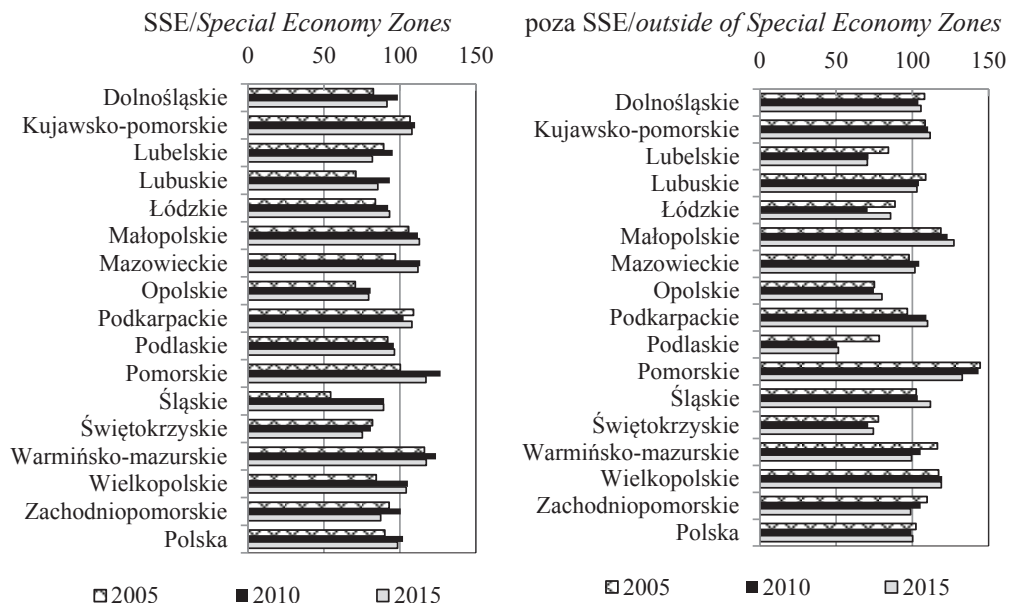 SSE/Special Economy Zones
0 50 100 150
Dolnośląskie
Kujawsko-pomorskie
Lubelskie
Lubuskie
Łódzkie
Małopolskie
Mazowieckie
Opolskie
Podkarpackie
Podlaskie
Pomorskie
Śląskie
Świętokrzyskie
Warmińsko-mazurskie
Wielkopolskie
Zachodniopomorskie
Polska
2005 2010 2015
poza SSE/outside of Special Economy Zones
0 50 100 150
Dolnośląskie
Kujawsko-pomorskie
Lubelskie
Lubuskie
Łódzkie
Małopolskie
Mazowieckie
Opolskie
Podkarpackie
Podlaskie
Pomorskie
Śląskie
Świętokrzyskie
Warmińsko-mazurskie
Wielkopolskie
Zachodniopomorskie
Polska
2005 2010 2015